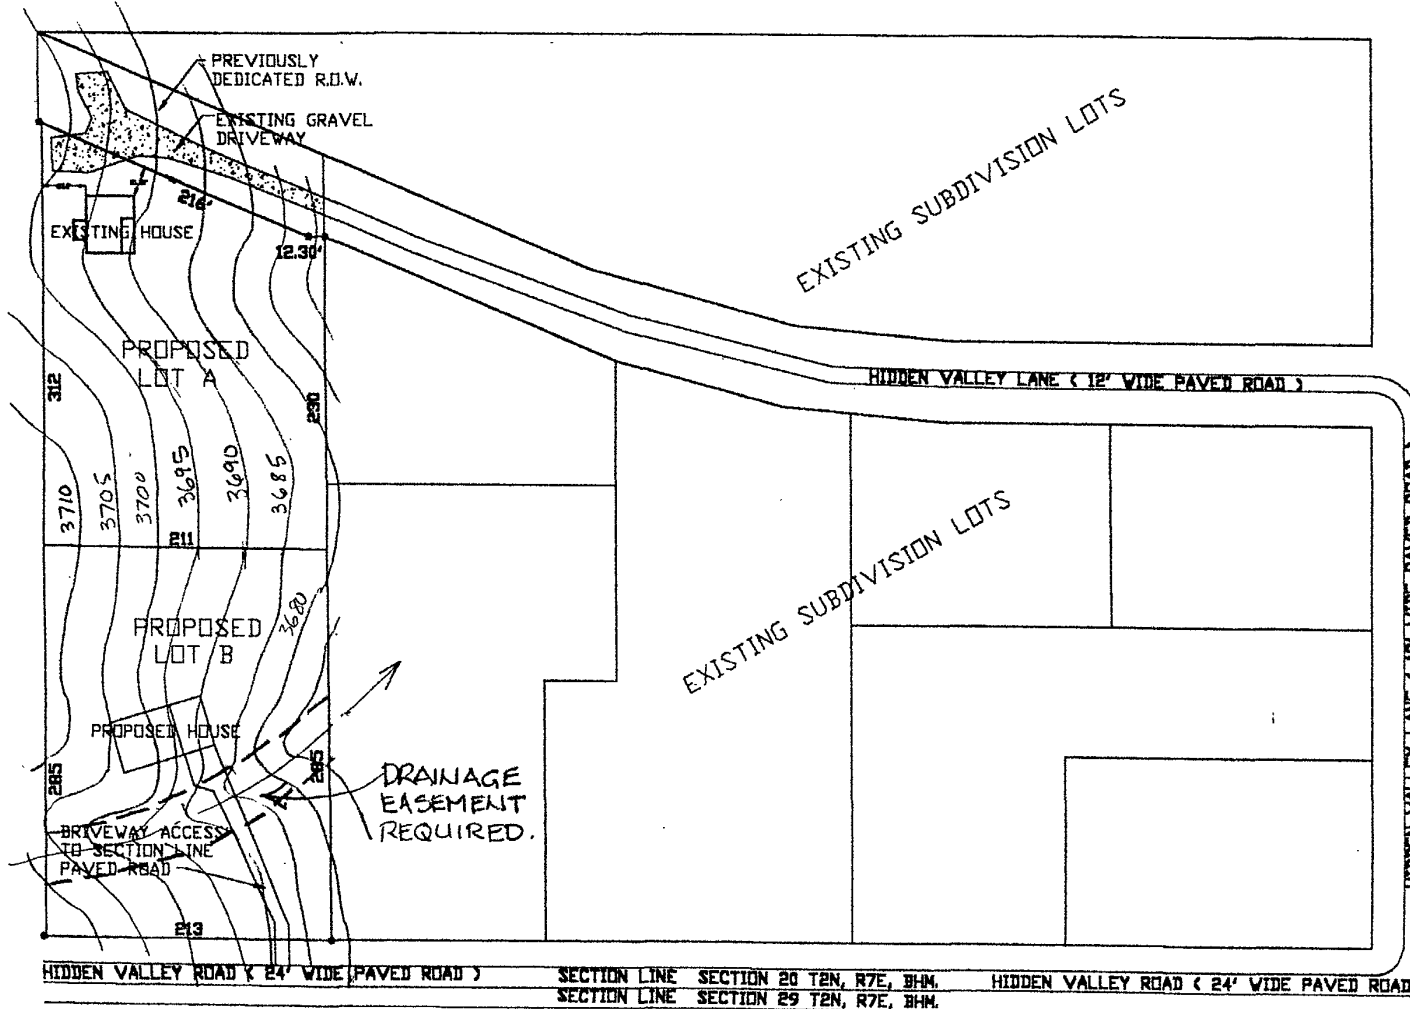 PREVIOUSLY
DEDICATED R.O.W.
EXISTING GRAVEL
DRIVEWAY
EXISTING SUBDIVISION LOTS
216'
EXISTING HOUSE
12.30'
PROPOSED
LOT A
312
230
HIDDEN VALLEY LANE ( 12' WIDE PAVED ROAD )
3710
3705
3700
3695
3690
3685
211
EXISTING SUBDIVISION LOTS
3680
PROPOSED
LOT B
PROPOSED HOUSE
285
285
DRAINAGE
EASEMENT
REQUIRED.
DRIVEWAY ACCESS
TO SECTION LINE
PAVED ROAD
213
HIDDEN VALLEY ROAD ( 24' WIDE PAVED ROAD )
SECTION LINE SECTION 20 T2N, R7E, BHM.
HIDDEN VALLEY ROAD ( 24' WIDE PAVED ROAD
SECTION LINE SECTION 29 T2N, R7E, BHM.